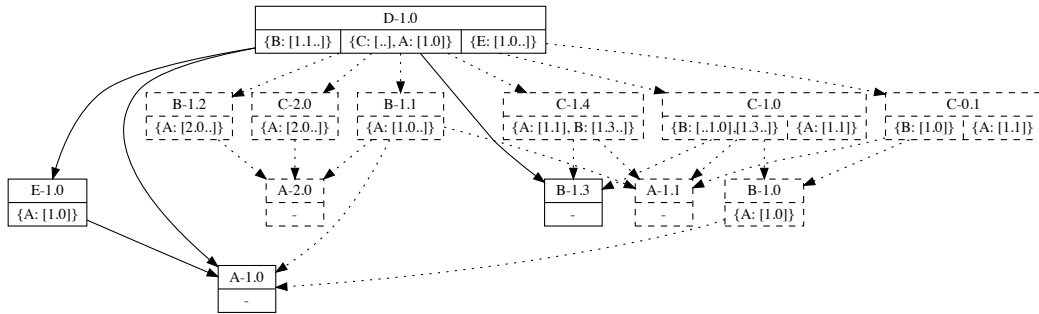 D-1.0
{B: [1.1..]} {C: [..], A: [1.0]} {E: [1.0..]}
B-1.2
{A: [2.0..]}
C-2.0
{A: [2.0..]}
B-1.1
{A: [1.0..]}
C-1.4
{A: [1.1], B: [1.3..]}
C-1.0
{B: [..1.0],[1.3..]} {A: [1.1]}
C-0.1
{B: [1.0]} {A: [1.1]}
E-1.0
{A: [1.0]}
A-2.0
-
B-1.3
-
A-1.1
-
B-1.0
{A: [1.0]}
A-1.0
-